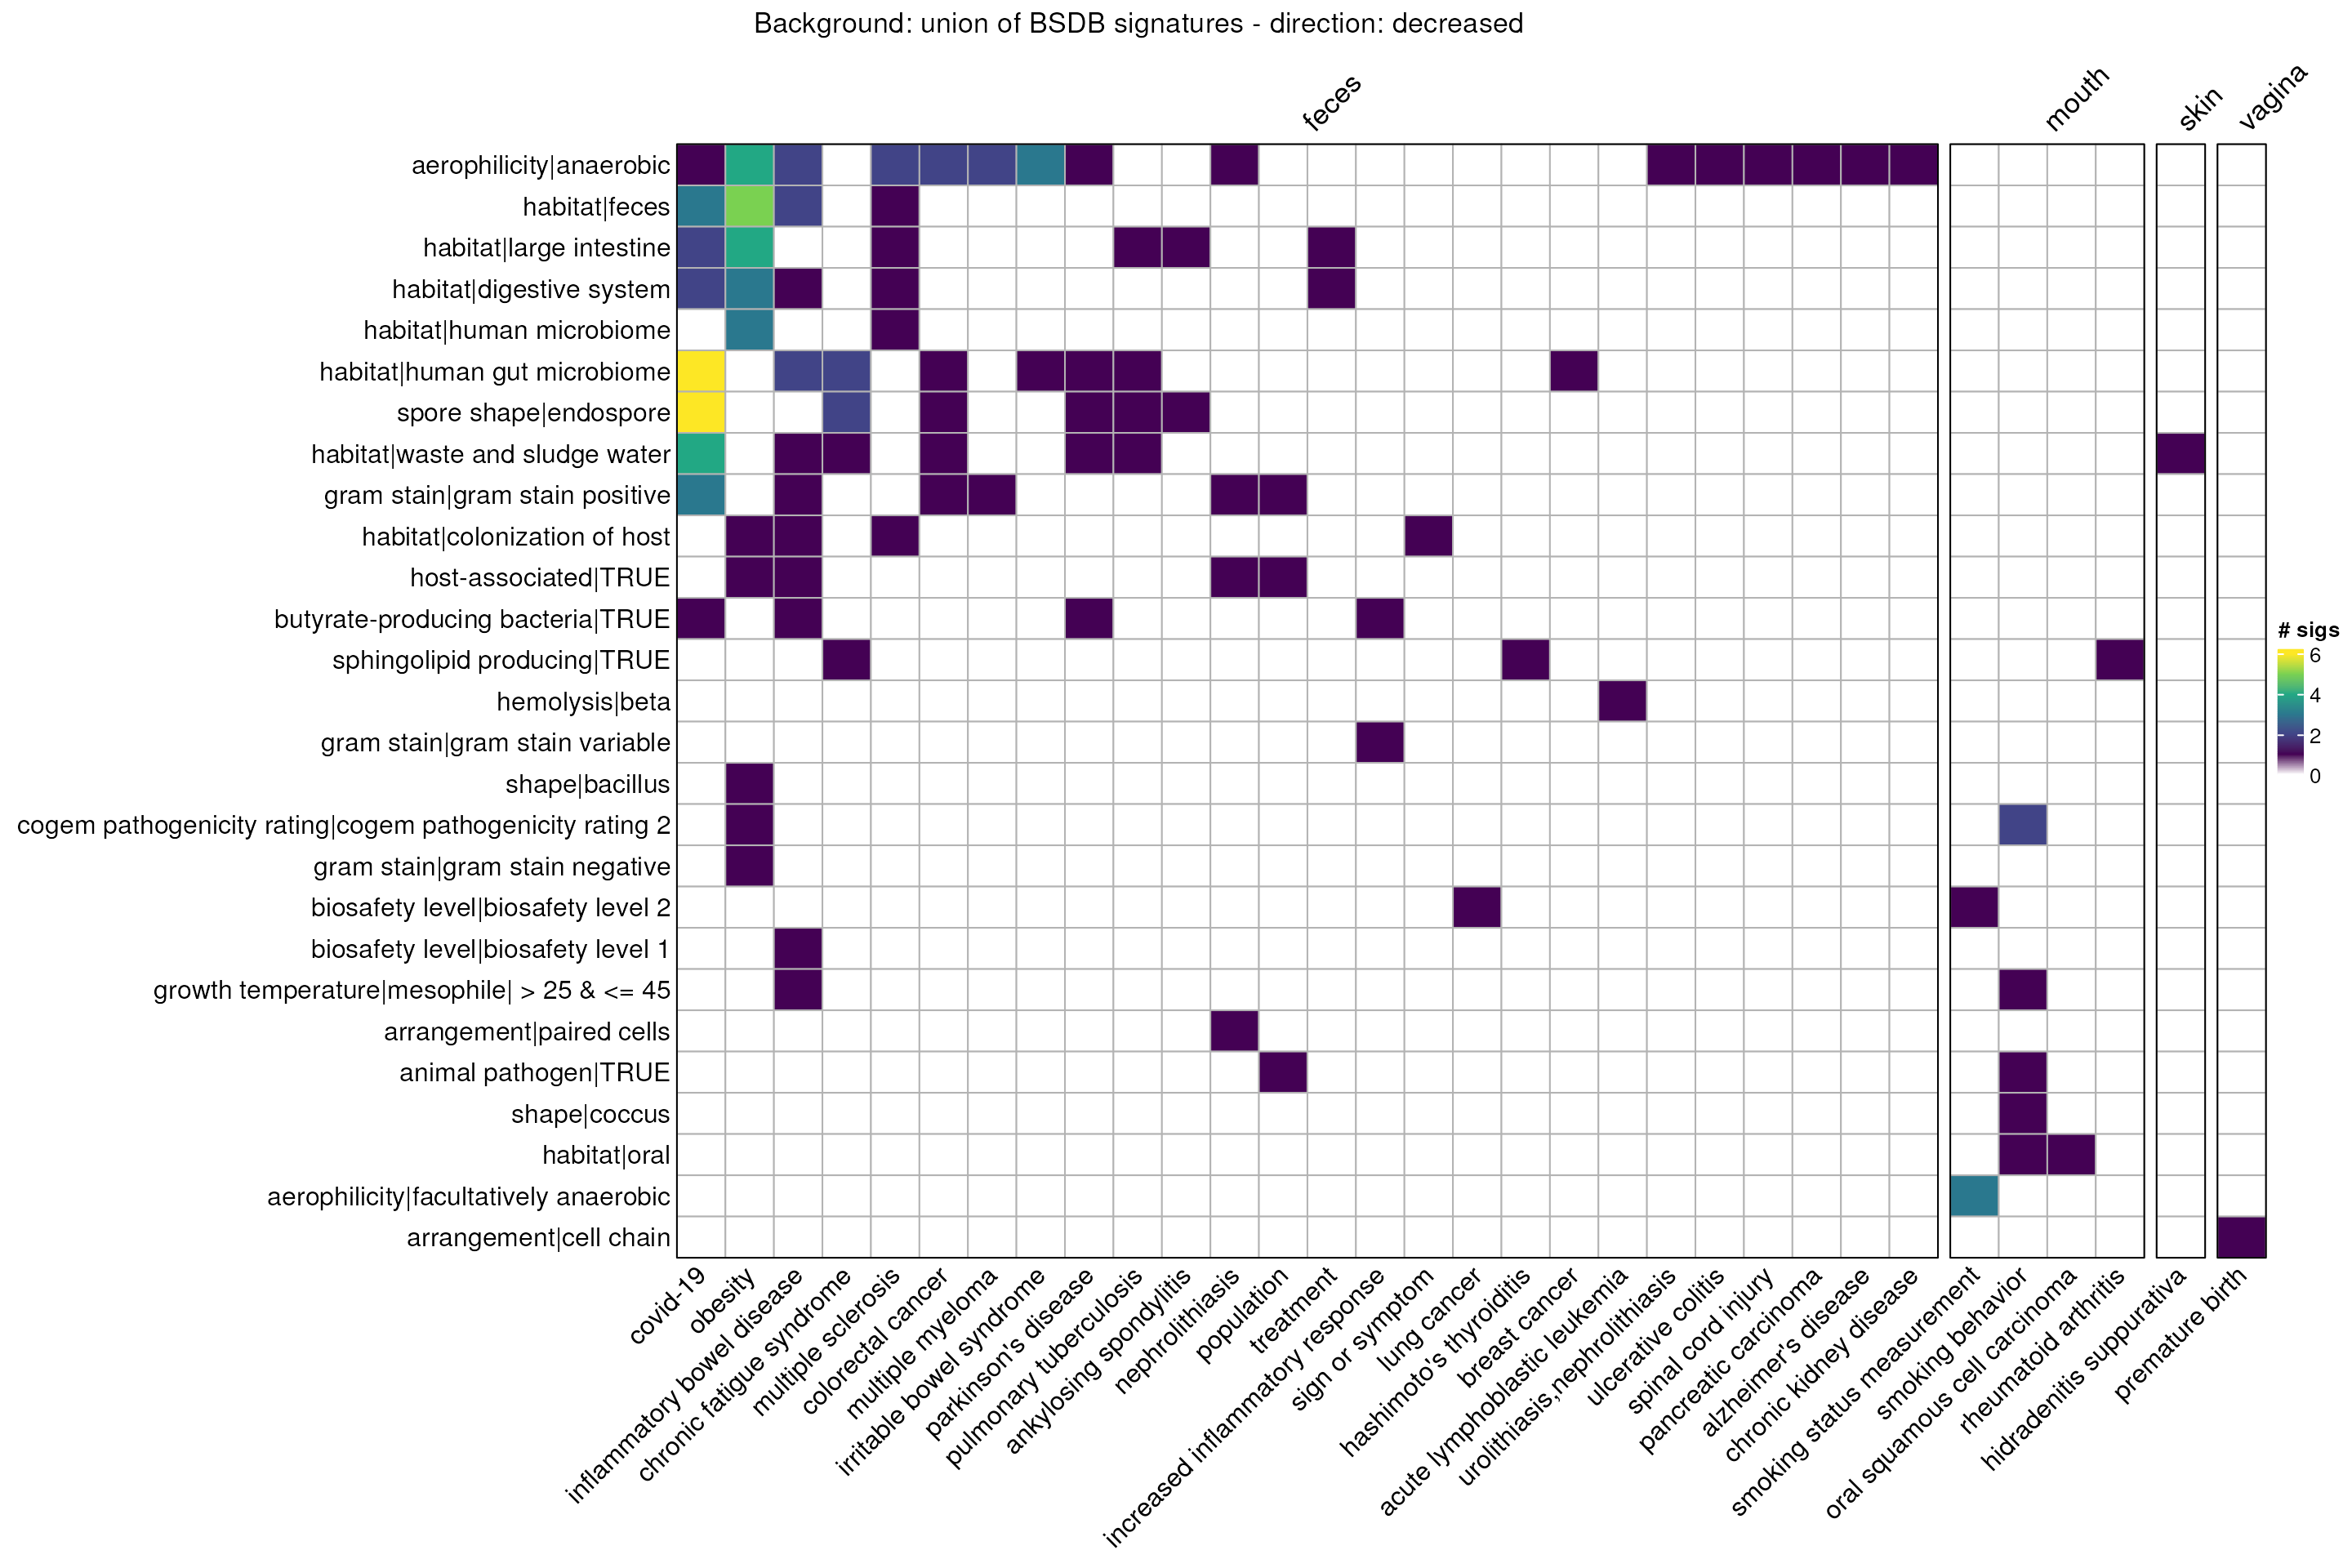 Background: union of BSDB signatures - direction: decreased
feces
mouth
skin
vagina
aerophilicity|anaerobic
habitat|feces
habitat|large intestine
habitat|digestive system
habitat|human microbiome
habitat|human gut microbiome
spore shape|endospore
habitat|waste and sludge water
gram stain|gram stain positive
habitat|colonization of host
host-associated|TRUE
butyrate-producing bacteria|TRUE
sphingolipid producing|TRUE
hemolysis|beta
gram stain|gram stain variable
shape|bacillus
cogem pathogenicity rating|cogem pathogenicity rating 2
gram stain|gram stain negative
biosafety level|biosafety level 2
biosafety level|biosafety level 1
growth temperature|mesophile| > 25 & <= 45
arrangement|paired cells
animal pathogen|TRUE
shape|coccus
habitat|oral
aerophilicity|facultatively anaerobic
arrangement|cell chain
# sigs
6
4
2
0
covid-19
obesity
inflammatory bowel disease
chronic fatigue syndrome
multiple sclerosis
colorectal cancer
multiple myeloma
irritable bowel syndrome
parkinson's disease
pulmonary tuberculosis
ankylosing spondylitis
nephrolithiasis
population
treatment
increased inflammatory response
sign or symptom
lung cancer
hashimoto's thyroiditis
breast cancer
acute lymphoblastic leukemia
urolithiasis,nephrolithiasis
ulcerative colitis
spinal cord injury
pancreatic carcinoma
alzheimer's disease
chronic kidney disease
smoking status measurement
smoking behavior
oral squamous cell carcinoma
rheumatoid arthritis
hidradenitis suppurativa
premature birth